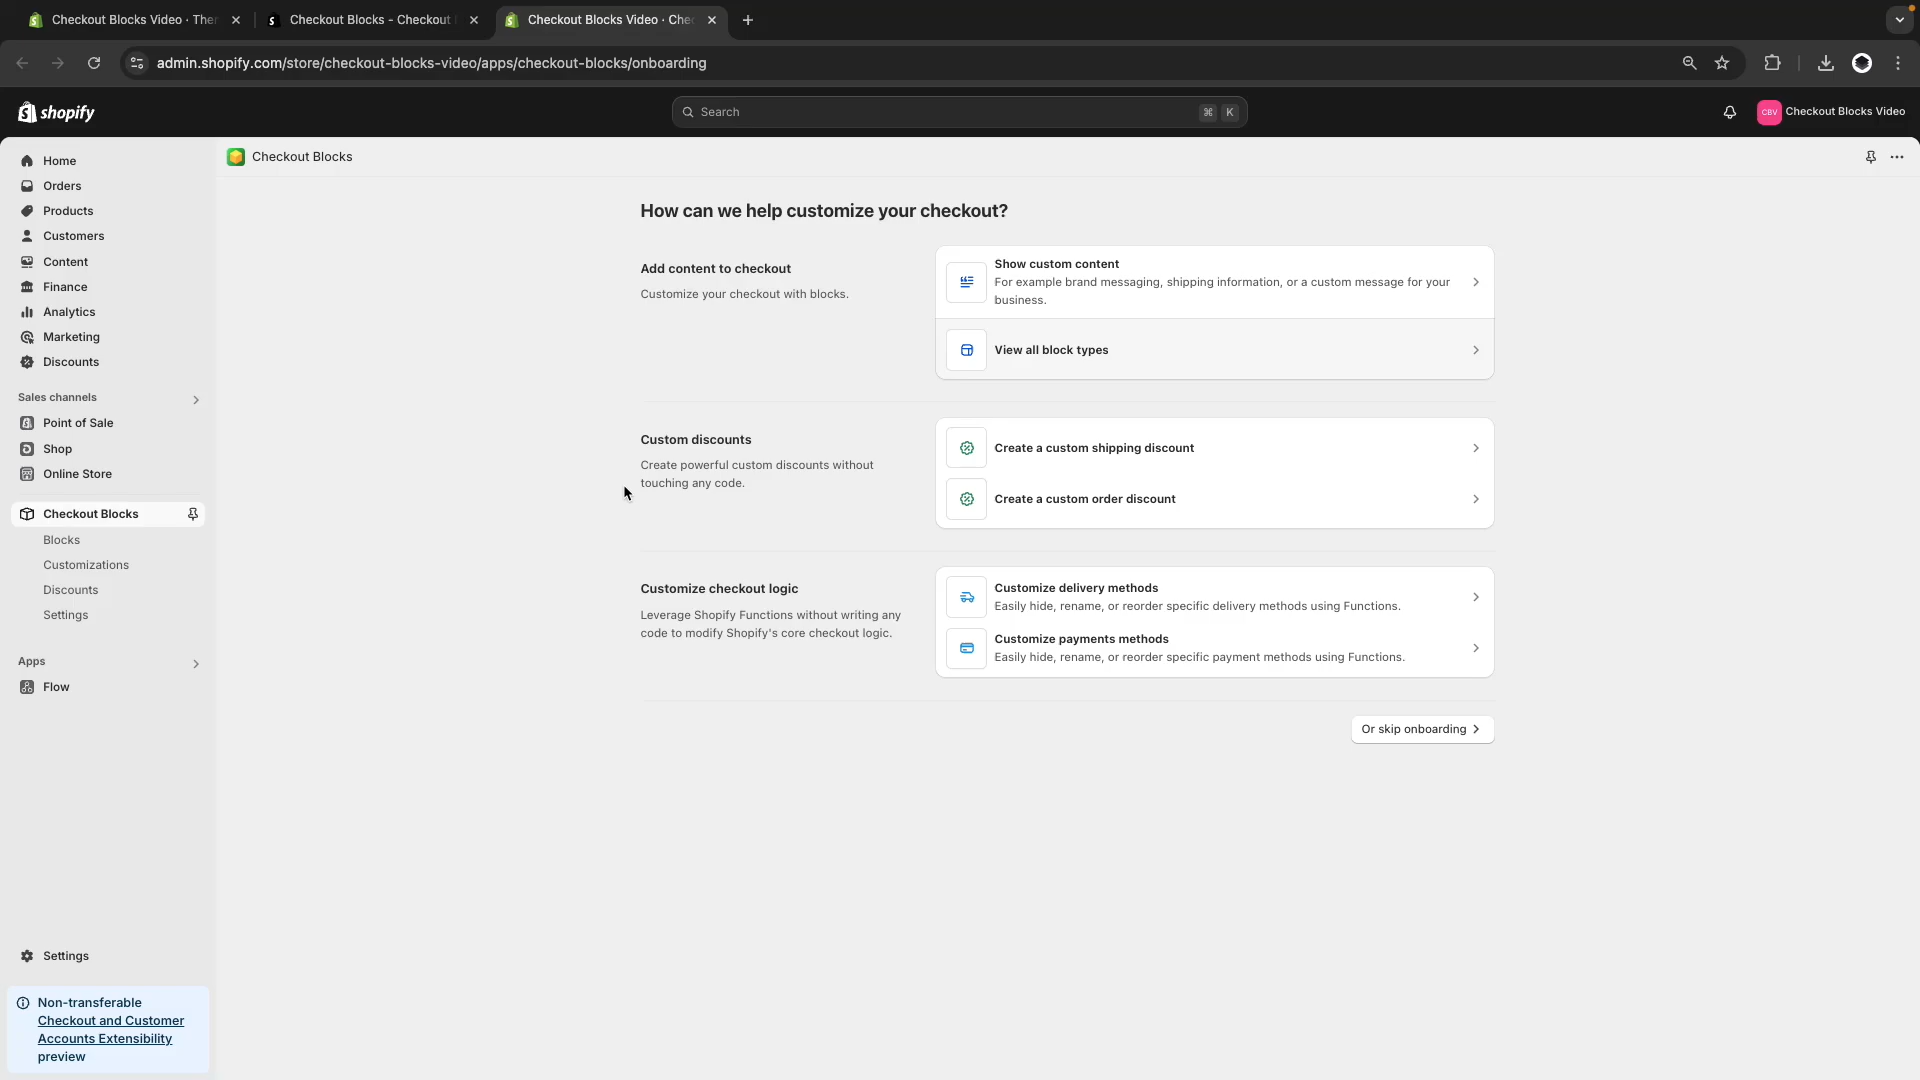 Checkout Blocks Video · Ther
Checkout Blocks - Checkout
Checkout Blocks Video · Chec
admin.shopify.com/store/checkout-blocks-video/apps/checkout-blocks/onboarding
shopify
Search
⌘ K
CBV
Checkout Blocks Video
Home
Orders
Products
Customers
Content
Finance
Analytics
Marketing
Discounts
Sales channels
Point of Sale
Shop
Online Store
Checkout Blocks
Blocks
Customizations
Discounts
Settings
Apps
Flow
Settings
Non-transferable
Checkout and Customer
Accounts Extensibility
preview
Checkout Blocks
How can we help customize your checkout?
Add content to checkout
Customize your checkout with blocks.
Show custom content
For example brand messaging, shipping information, or a custom message for your
business.
View all block types
Custom discounts
Create powerful custom discounts without
touching any code.
Create a custom shipping discount
Create a custom order discount
Customize checkout logic
Leverage Shopify Functions without writing any
code to modify Shopify's core checkout logic.
Customize delivery methods
Easily hide, rename, or reorder specific delivery methods using Functions.
Customize payments methods
Easily hide, rename, or reorder specific payment methods using Functions.
Or skip onboarding